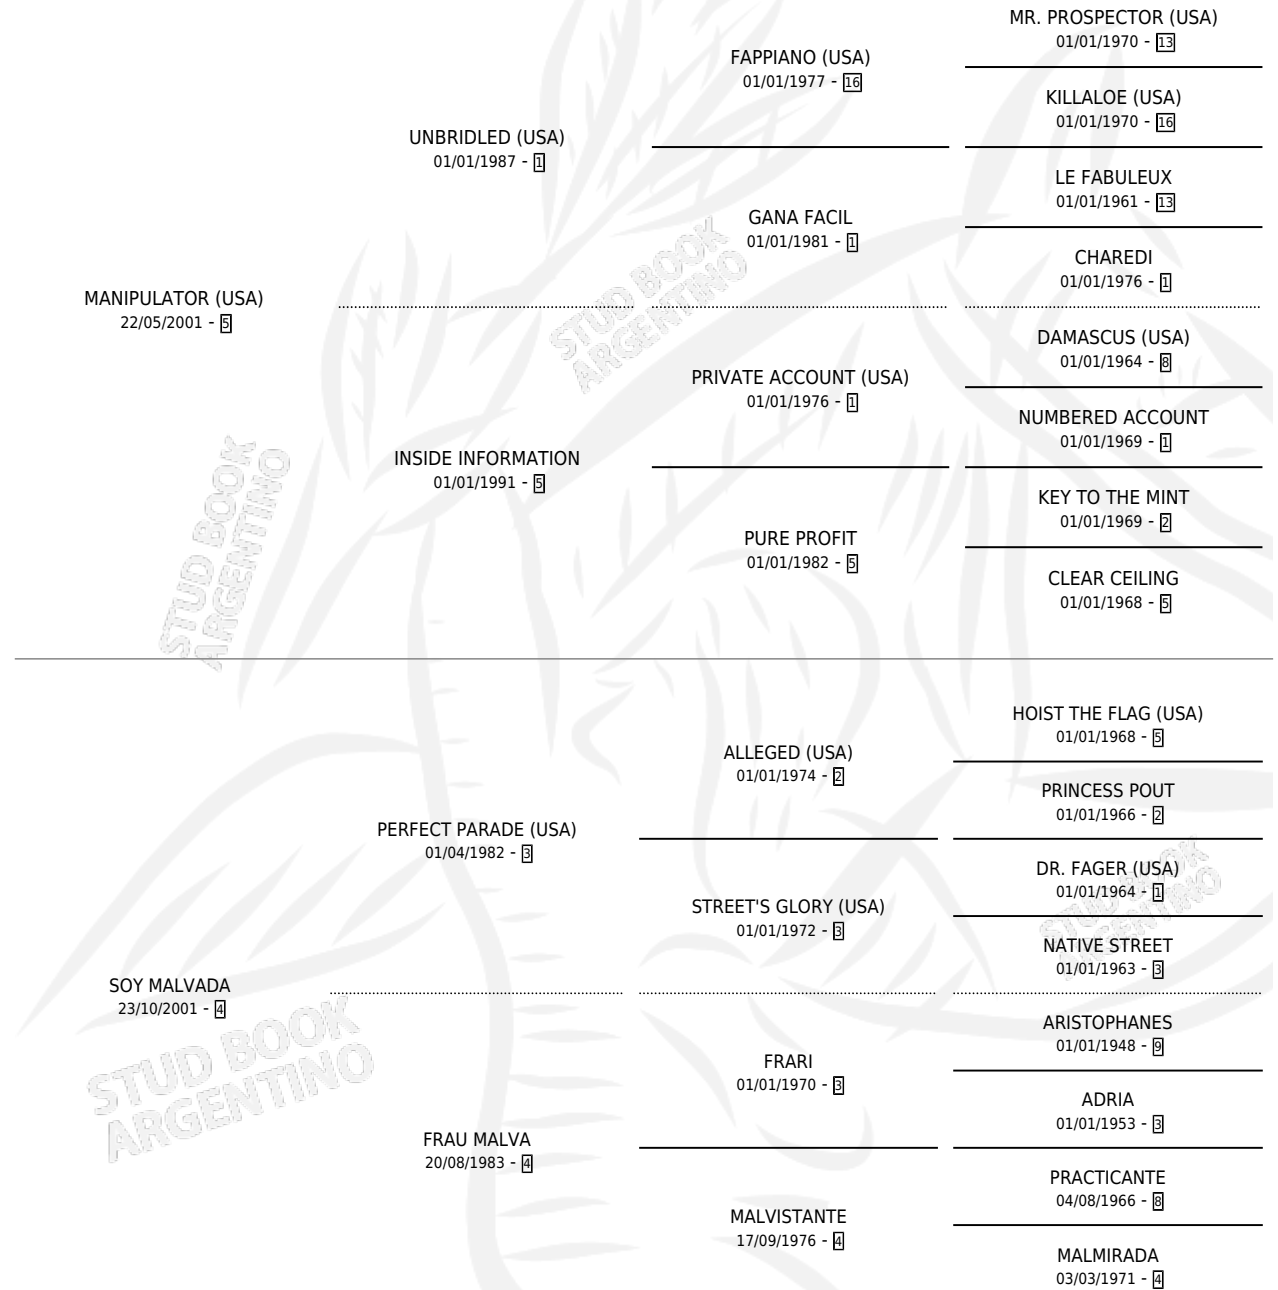 MR. PROSPECTOR (USA)
01/01/1970 - 13
FAPPIANO (USA)
01/01/1977 - 16
KILLALOE (USA)
01/01/1970 - 16
UNBRIDLED (USA)
01/01/1987 - 1
LE FABULEUX
01/01/1961 - 13
GANA FACIL
01/01/1981 - 1
CHAREDI
01/01/1976 - 1
MANIPULATOR (USA)
22/05/2001 - 5
STUD BOOK
ARGENTINO
DAMASCUS (USA)
01/01/1964 - 8
PRIVATE ACCOUNT (USA)
01/01/1976 - 1
NUMBERED ACCOUNT
01/01/1969 - 1
INSIDE INFORMATION
01/01/1991 - 5
KEY TO THE MINT
01/01/1969 - 2
PURE PROFIT
01/01/1982 - 5
CLEAR CEILING
01/01/1968 - 5
STUD BOOK
ARGENTINO
HOIST THE FLAG (USA)
01/01/1968 - 5
ALLEGED (USA)
01/01/1974 - 2
PRINCESS POUT
01/01/1966 - 2
PERFECT PARADE (USA)
01/04/1982 - 3
DR. FAGER (USA)
01/01/1964 - 1
STREET'S GLORY (USA)
01/01/1972 - 3
STUD BOOK
ARGENTINO
NATIVE STREET
01/01/1963 - 3
SOY MALVADA
23/10/2001 - 4
ARISTOPHANES
01/01/1948 - 9
FRARI
01/01/1970 - 3
ADRIA
01/01/1953 - 3
STUD BOOK
ARGENTINO
FRAU MALVA
20/08/1983 - 4
PRACTICANTE
04/08/1966 - 8
MALVISTANTE
17/09/1976 - 4
MALMIRADA
03/03/1971 - 4